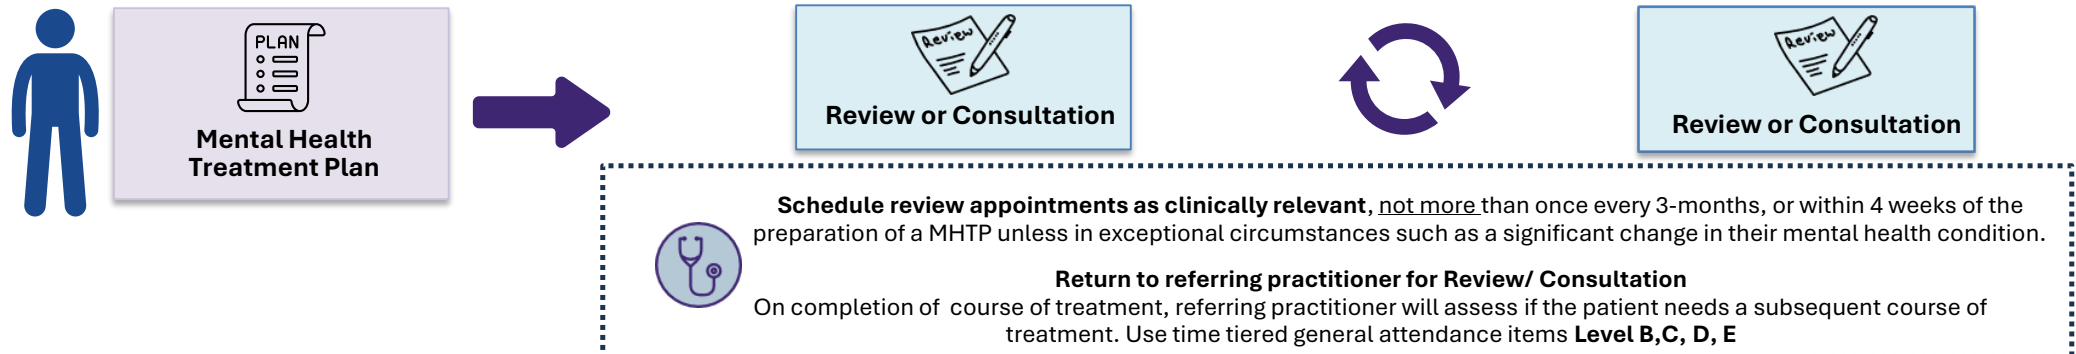 PLAN
Mental Health
Treatment Plan
Review
Review or Consultation
Review
Review or Consultation
Schedule review appointments as clinically relevant, not more than once every 3-months, or within 4 weeks of the
preparation of a MHTP unless in exceptional circumstances such as a significant change in their mental health condition.
Return to referring practitioner for Review/ Consultation
On completion of  course of treatment, referring practitioner will assess if the patient needs a subsequent course of
treatment. Use time tiered general attendance items Level B,C, D, E